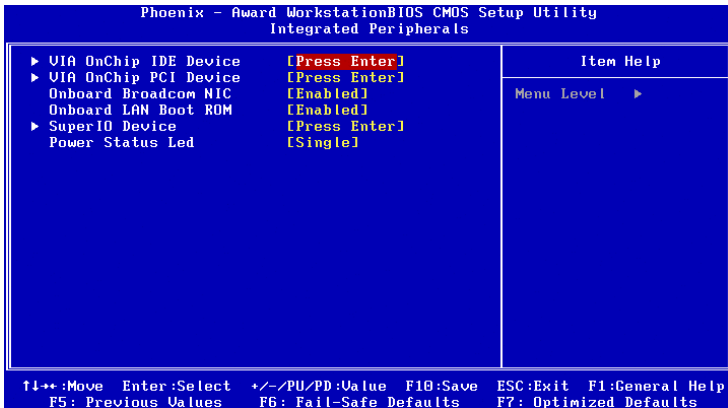 Phoenix - Award WorkstationBIOS CMOS Setup Utility
Integrated Peripherals
▶ VIA OnChip IDE Device [Press Enter]
▶ VIA OnChip PCI Device [Press Enter]
Onboard Broadcom NIC [Enabled]
Onboard LAN Boot ROM [Enabled]
▶ SuperIO Device [Press Enter]
Power Status Led [Single]
Item Help
Menu Level ▶
↑↓→←:Move Enter:Select +/-/PU/PD:Value F10:Save ESC:Exit F1:General Help
F5: Previous Values F6: Fail-Safe Defaults F7: Optimized Defaults